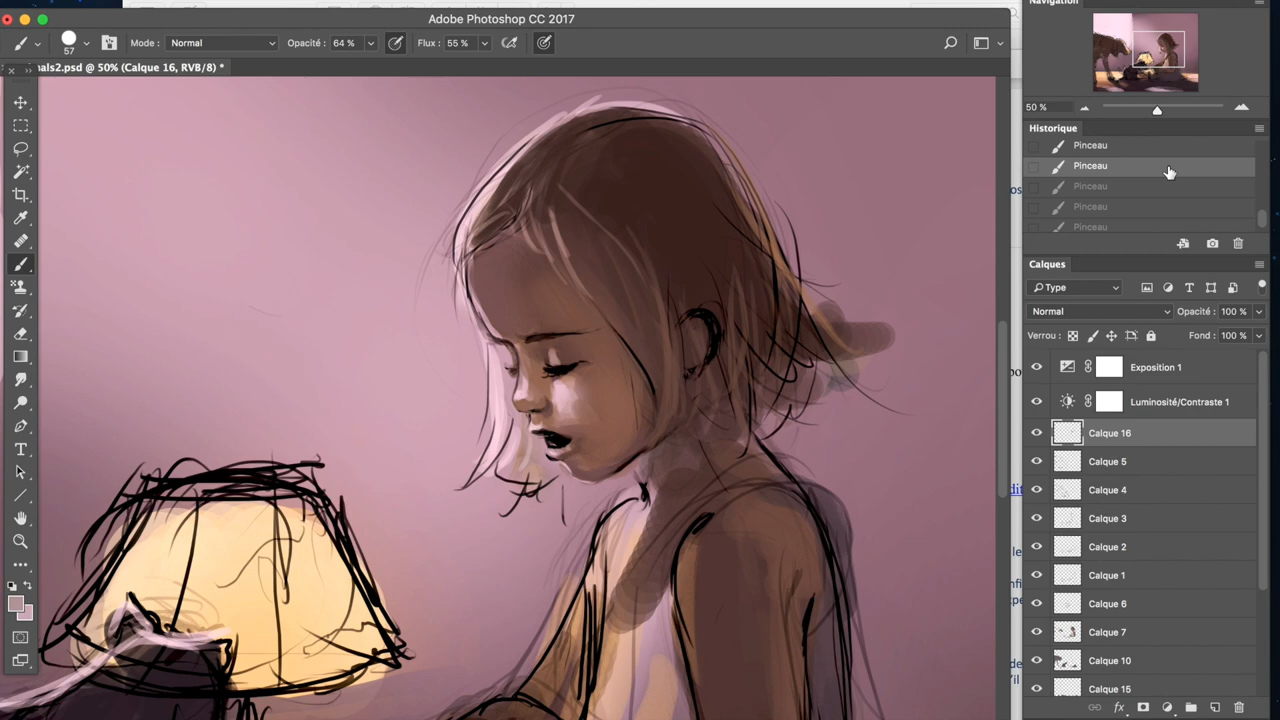 Navigation
Adobe Photoshop CC 2017
57
Mode : Normal
Opacité : 64 %
Flux : 55 %
nals2.psd @ 50% (Calque 16, RVB/8) *
50 %
Historique
Pinceau
Pinceau
Pinceau
Pinceau
Pinceau
Calques
Type
Normal
Opacité : 100 %
Verrou :
Fond : 100 %
Exposition 1
Luminosité/Contraste 1
Calque 16
Calque 5
Calque 4
Calque 3
Calque 2
Calque 1
Calque 6
Calque 7
Calque 10
Calque 15
fx